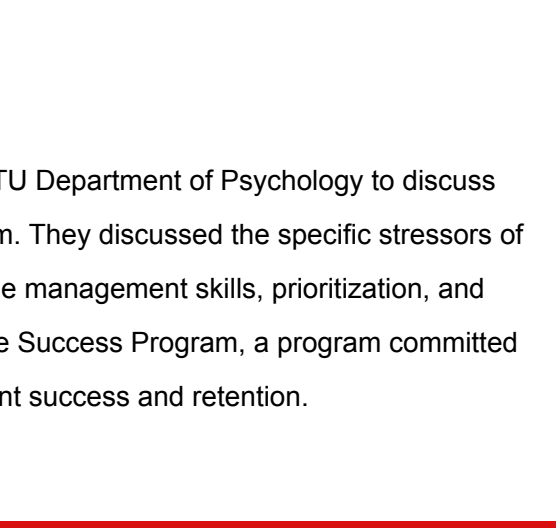 TU Department of Psychology to discuss
m. They discussed the specific stressors of
e management skills, prioritization, and
e Success Program, a program committed
nt success and retention.